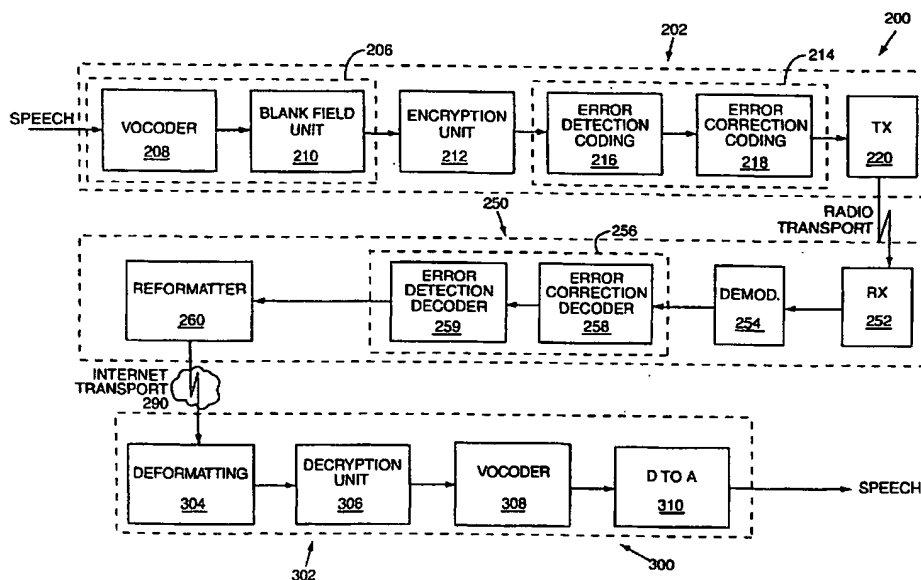 200
202
206
214
SPEECH
VOCODER
208
BLANK FIELD
UNIT
210
ENCRYPTION
UNIT
212
ERROR
DETECTION
CODING
216
ERROR
CORRECTION
CODING
218
TX
220
RADIO
TRANSPORT
250
256
REFORMATTER
260
ERROR
DETECTION
DECODER
259
ERROR
CORRECTION
DECODER
258
DEMOD.
254
RX
252
INTERNET
TRANSPORT
290
DEFORMATTING
304
DECRYPTION
UNIT
306
VOCODER
308
D TO A
310
SPEECH
302
300